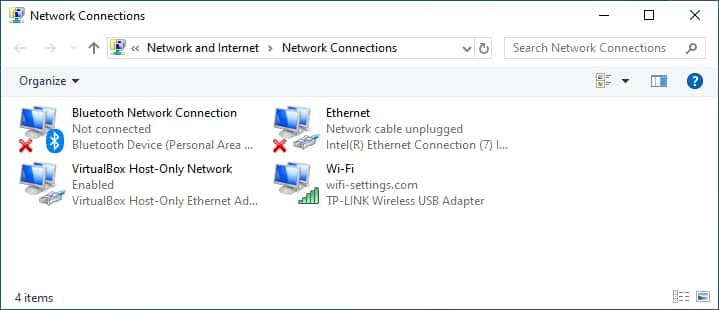 Network Connections
« Network and Internet > Network Connections
Search Network Connections
Organize
?
Bluetooth Network Connection
Not connected
Bluetooth Device (Personal Area ...
Ethernet
Network cable unplugged
Intel(R) Ethernet Connection (7) I...
VirtualBox Host-Only Network
Enabled
VirtualBox Host-Only Ethernet Ad...
Wi-Fi
wifi-settings.com
TP-LINK Wireless USB Adapter
4 items